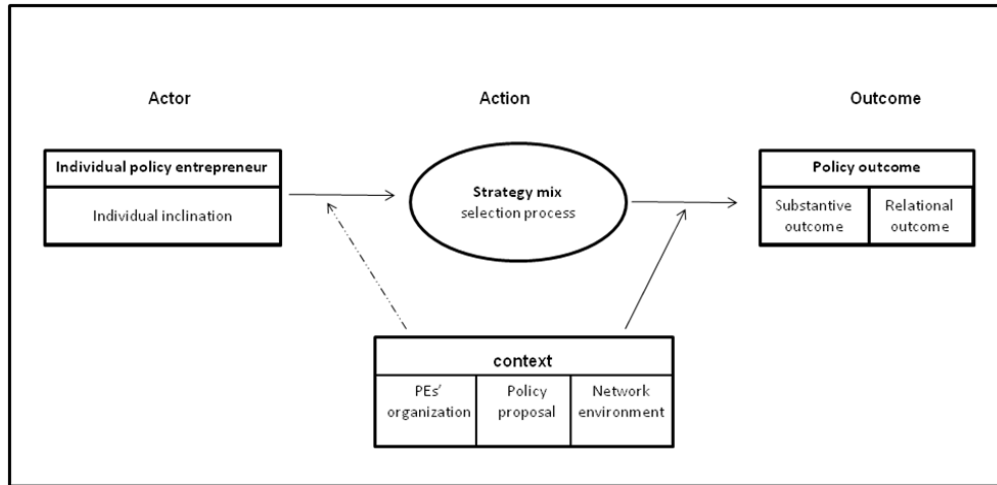 Actor
Action
Outcome
Individual policy entrepreneur
Individual inclination
Strategy mix
selection process
Policy outcome
Substantive
outcome
Relational
outcome
context
PEs'
organization
Policy
proposal
Network
environment